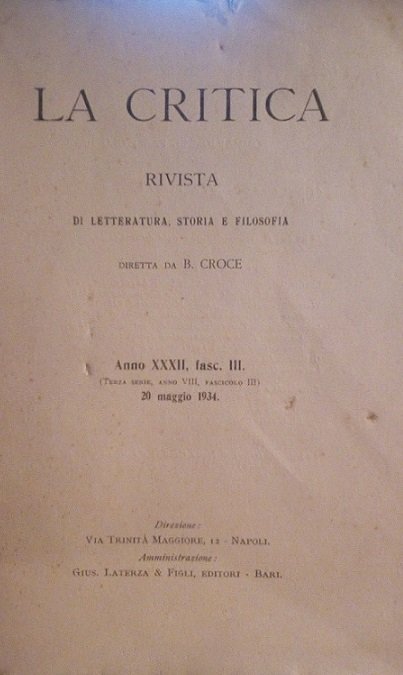 LA CRITICA
RIVISTA
DI LETTERATURA, STORIA E FILOSOFIA
DIRETTA DA B. CROCE
Anno XXXII, fasc. III.
(TERZA SERIE, ANNO VIII, FASCICOLO III)
20 maggio 1934.
Direzione:
VIA TRINITÀ MAGGIORE, 12 - NAPOLI.
Amministrazione:
GIUS. LATERZA & FIGLI, EDITORI - BARI.